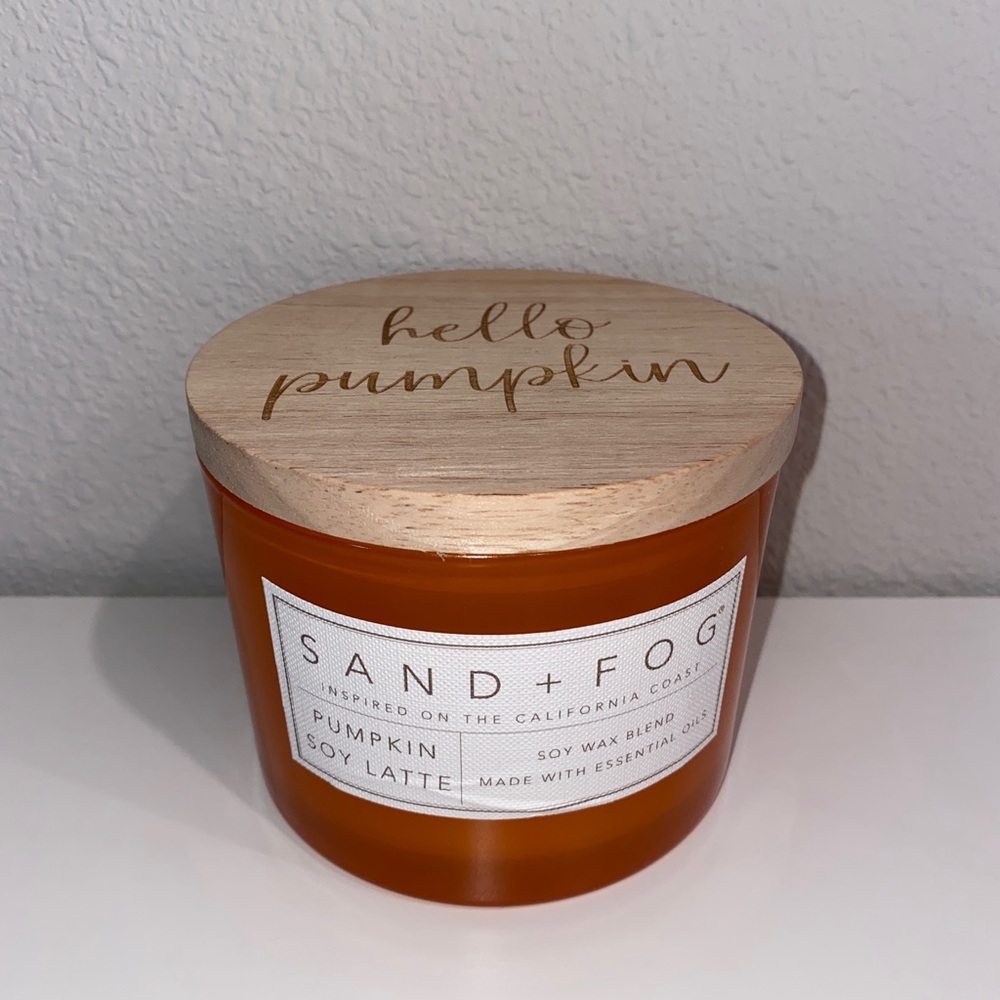 hello
pumpkin
SAND + FOG®
INSPIRED ON THE CALIFORNIA COAST
PUMPKIN
SOY LATTE
SOY WAX BLEND
MADE WITH ESSENTIAL OILS